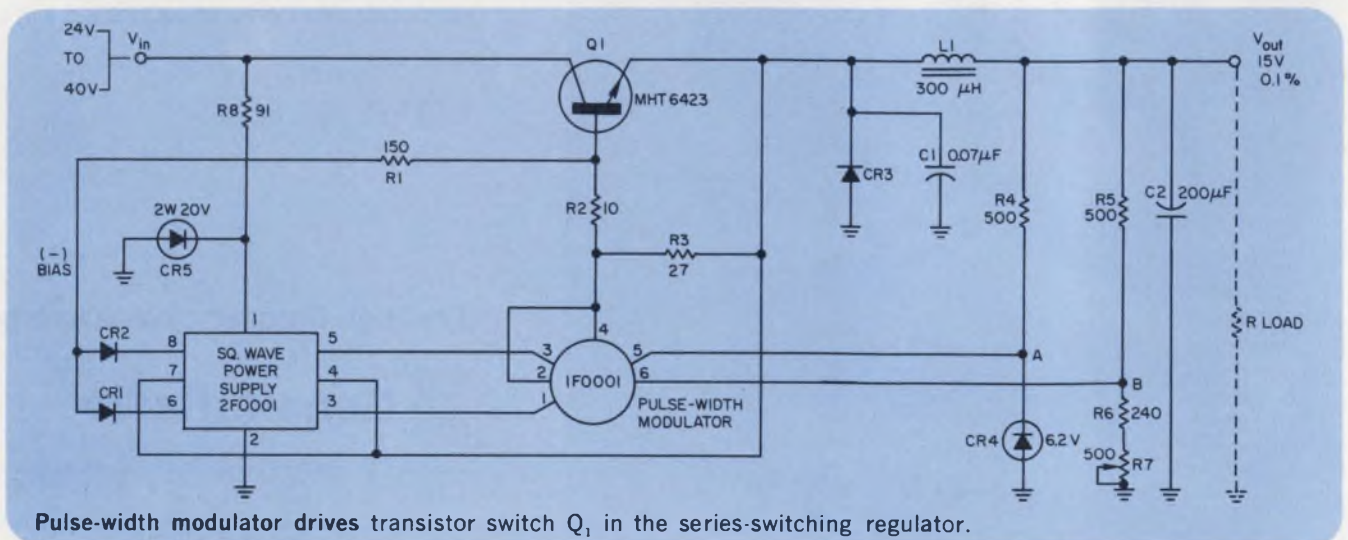 24V
TO
40V
Vin
Q1
MHT6423
L1
300 µH
Vout
15V
0.1%
R8 91
150
R1
R2 10
R3
27
CR3
C1 0.07µF
R4
500
R5
500
C2 200µF
2W 20V
CR5
(-)
BIAS
CR2
CR1
1
8
7
6
SQ. WAVE
POWER
SUPPLY
2F0001
5
4
3
2
4
3
2
1
1F0001
5
6
PULSE-WIDTH
MODULATOR
A
B
CR4 6.2V
R6 240
500
R7
R LOAD
Pulse-width modulator drives transistor switch Q1 in the series-switching regulator.